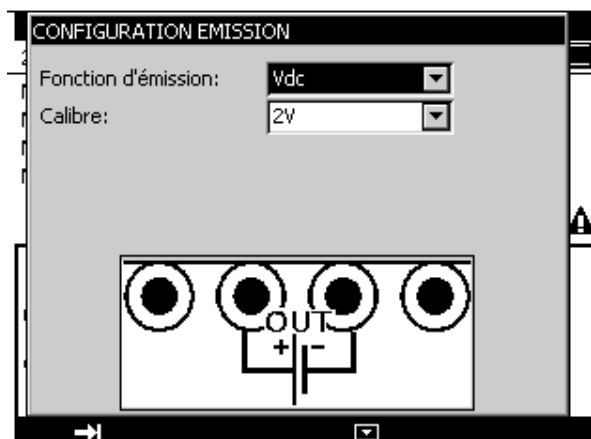 CONFIGURATION EMISSION
Fonction d'émission: Vdc
Calibre: 2V
OUT
+ -